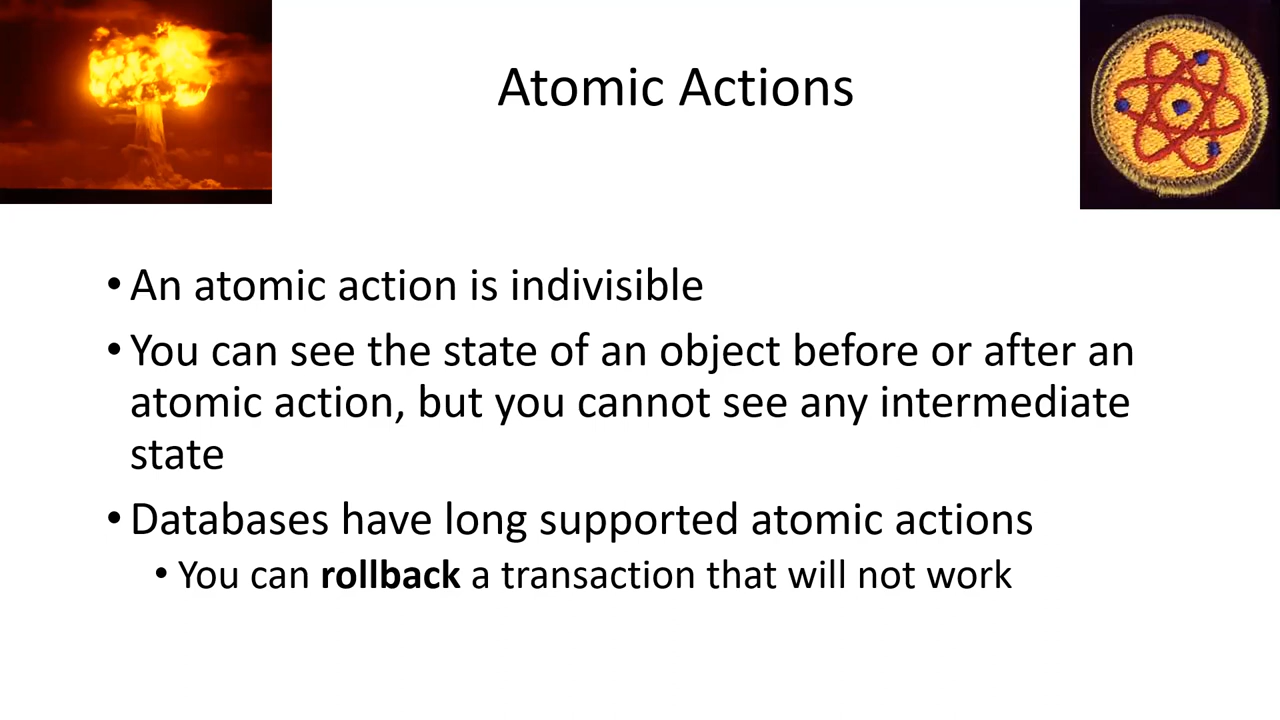 Atomic Actions
• An atomic action is indivisible
• You can see the state of an object before or after an
atomic action, but you cannot see any intermediate
state
• Databases have long supported atomic actions
• You can rollback a transaction that will not work